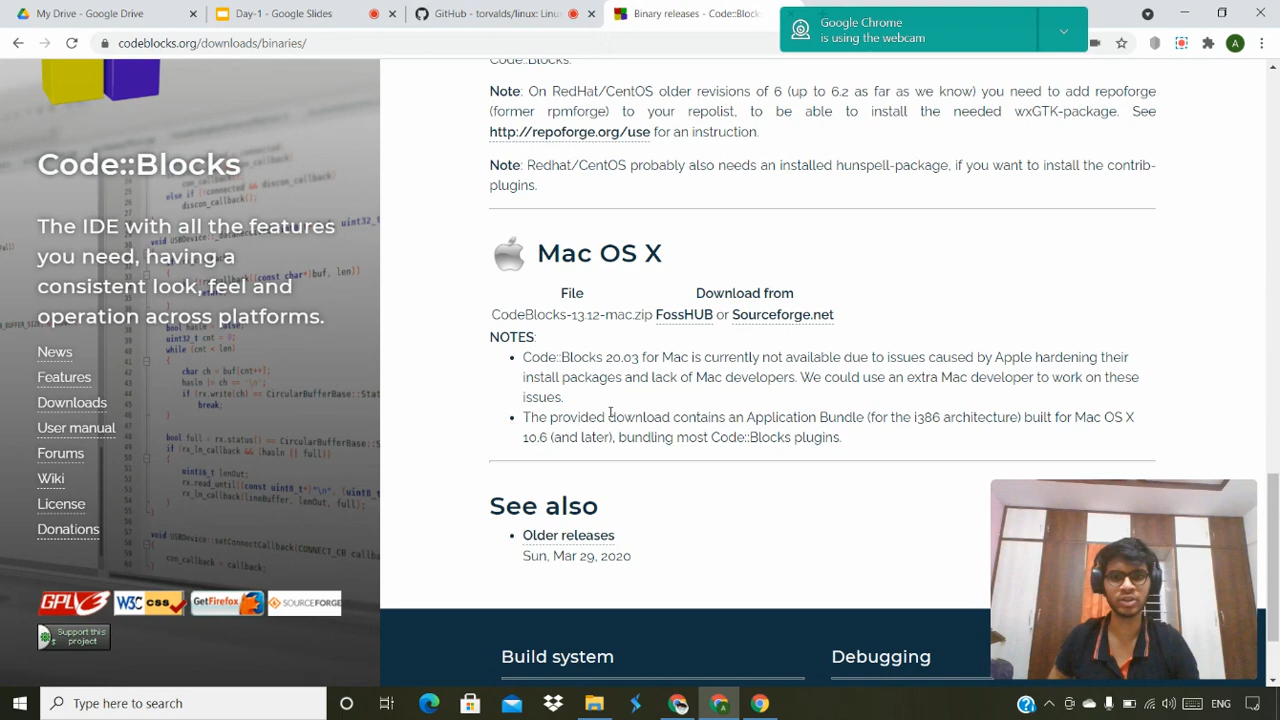 My Drive - Google Drive
Day-1 - Google Slides
GitHub - torvalds/linux: Linu
Binary releases - Code::Block
Google Chrome
is using the webcam
codeblocks.org/downloads/binaries/
A
Code::Blocks.
Note: On RedHat/CentOS older revisions of 6 (up to 6.2 as far as we know) you need to add repoforge
(former rpmforge) to your repolist, to be able to install the needed wxGTK-package. See
http://repoforge.org/use for an instruction.
Note: Redhat/CentOS probably also needs an installed hunspell-package, if you want to install the contrib-
plugins.
Code::Blocks
The IDE with all the features
you need, having a
consistent look, feel and
operation across platforms.
News
Features
Downloads
User manual
Forums
Wiki
License
Donations
GPLV3
W3C CSS
GetFirefox
SOURCEFORGE
Support this
project
Mac OS X
File Download from
CodeBlocks-13.12-mac.zip FossHUB or Sourceforge.net
NOTES:
• Code::Blocks 20.03 for Mac is currently not available due to issues caused by Apple hardening their
install packages and lack of Mac developers. We could use an extra Mac developer to work on these
issues.
• The provided download contains an Application Bundle (for the i386 architecture) built for Mac OS X
10.6 (and later), bundling most Code::Blocks plugins.
See also
• Older releases
Sun, Mar 29, 2020
Build system
Debugging
Type here to search
ENG